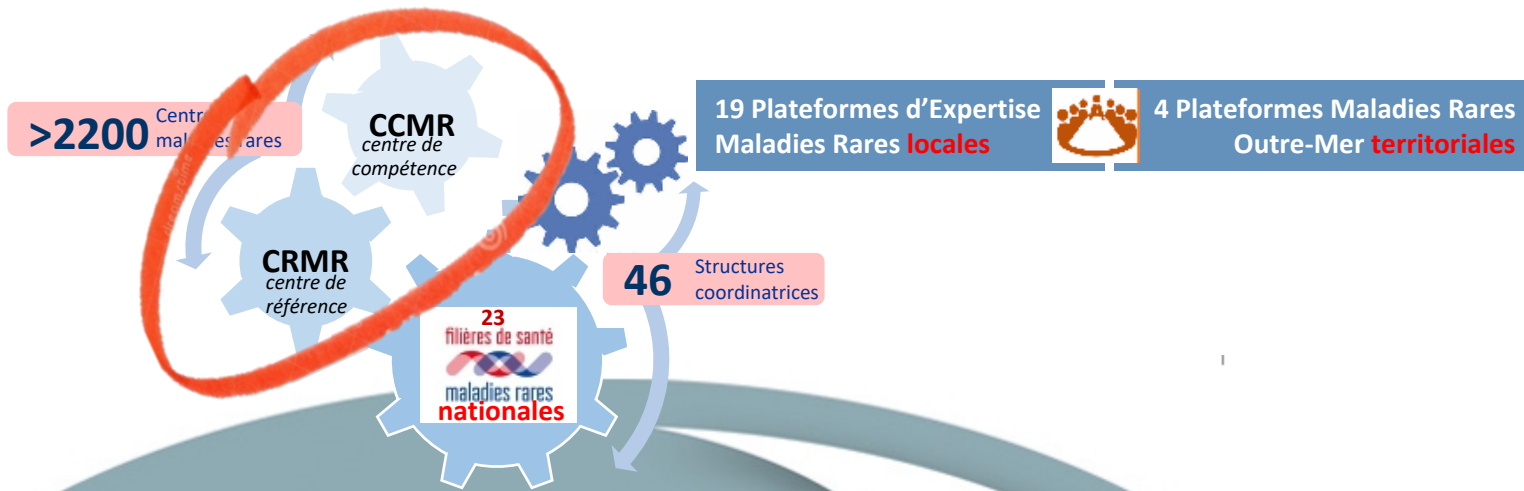 >2200
Centr
maladies rares
CCMR
centre de
compétence
CRMR
centre de
référence
23
filières de santé
maladies rares
nationales
46
Structures
coordinatrices
19 Plateformes d'Expertise
Maladies Rares locales
4 Plateformes Maladies Rares
Outre-Mer territoriales